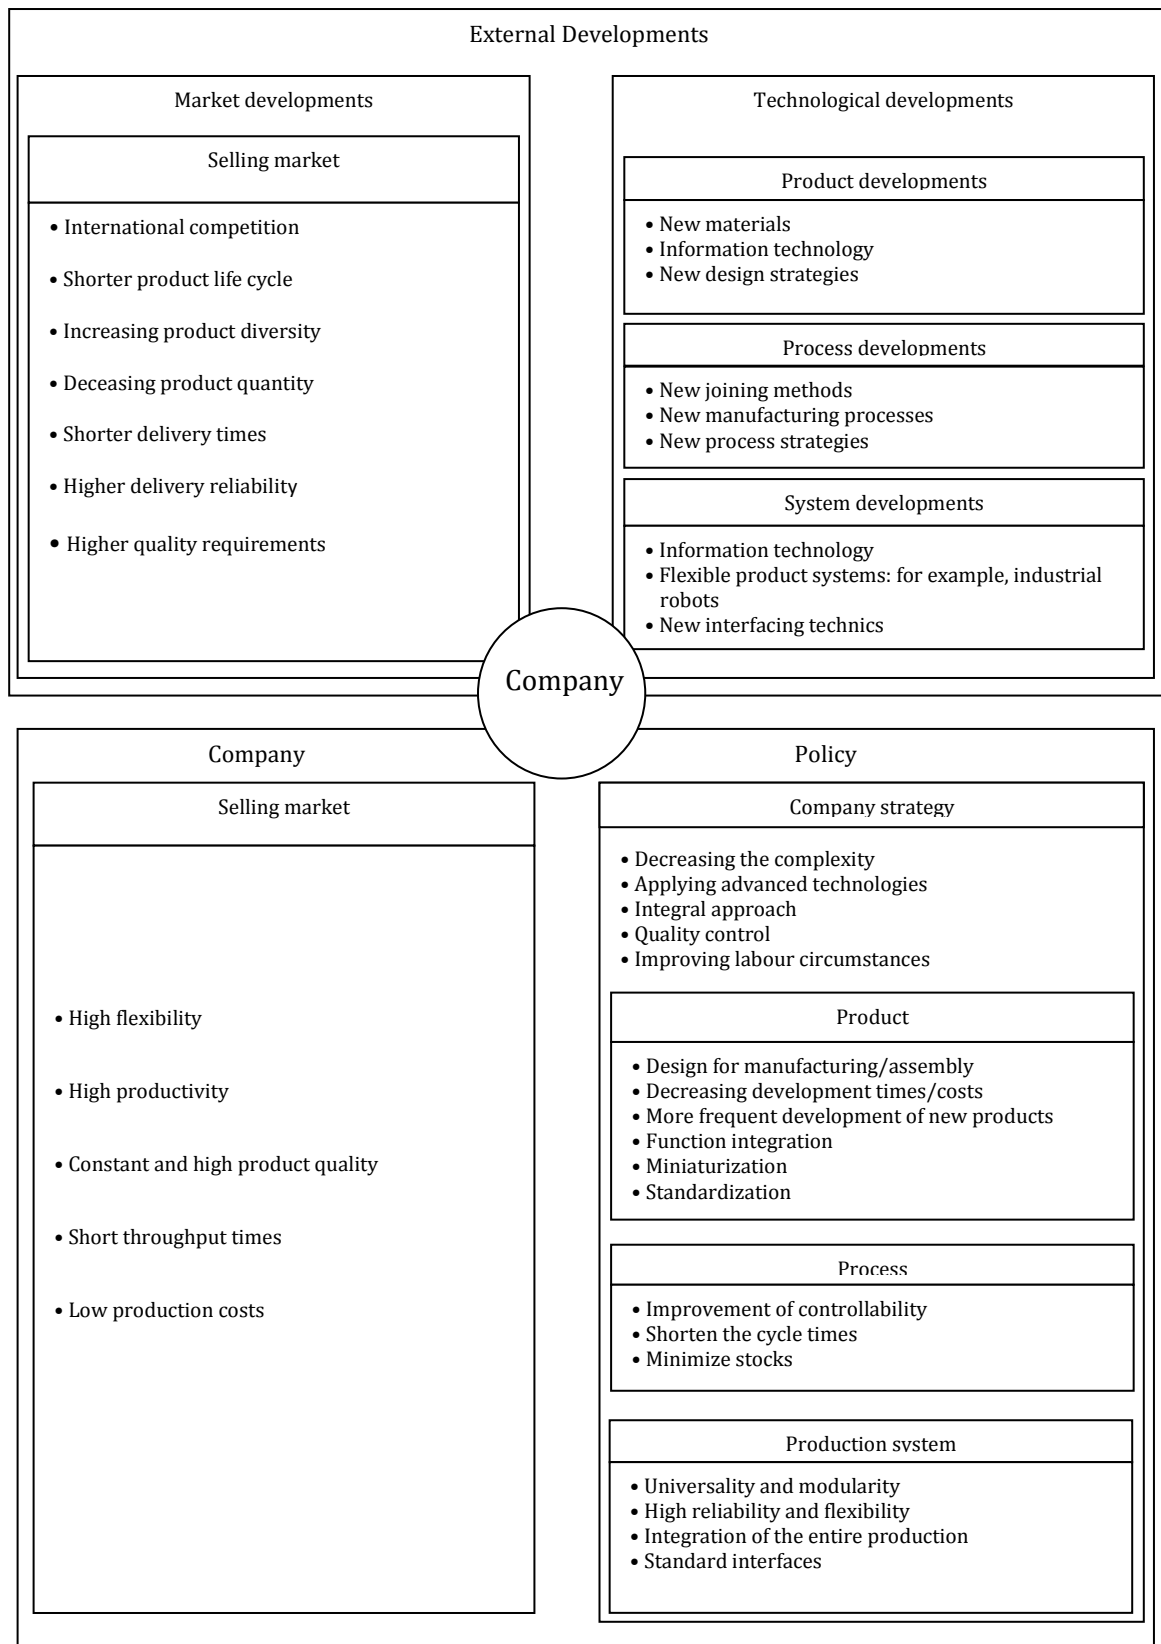 External Developments
Market developments
Selling market
• International competition
• Shorter product life cycle
• Increasing product diversity
• Deceasing product quantity
• Shorter delivery times
• Higher delivery reliability
• Higher quality requirements
Technological developments
Product developments
• New materials
• Information technology
• New design strategies
Process developments
• New joining methods
• New manufacturing processes
• New process strategies
System developments
• Information technology
• Flexible product systems: for example, industrial
robots
• New interfacing technics
Company
Company
Selling market
• High flexibility
• High productivity
• Constant and high product quality
• Short throughput times
• Low production costs
Policy
Company strategy
• Decreasing the complexity
• Applying advanced technologies
• Integral approach
• Quality control
• Improving labour circumstances
Product
• Design for manufacturing/assembly
• Decreasing development times/costs
• More frequent development of new products
• Function integration
• Miniaturization
• Standardization
Process
• Improvement of controllability
• Shorten the cycle times
• Minimize stocks
Production system
• Universality and modularity
• High reliability and flexibility
• Integration of the entire production
• Standard interfaces